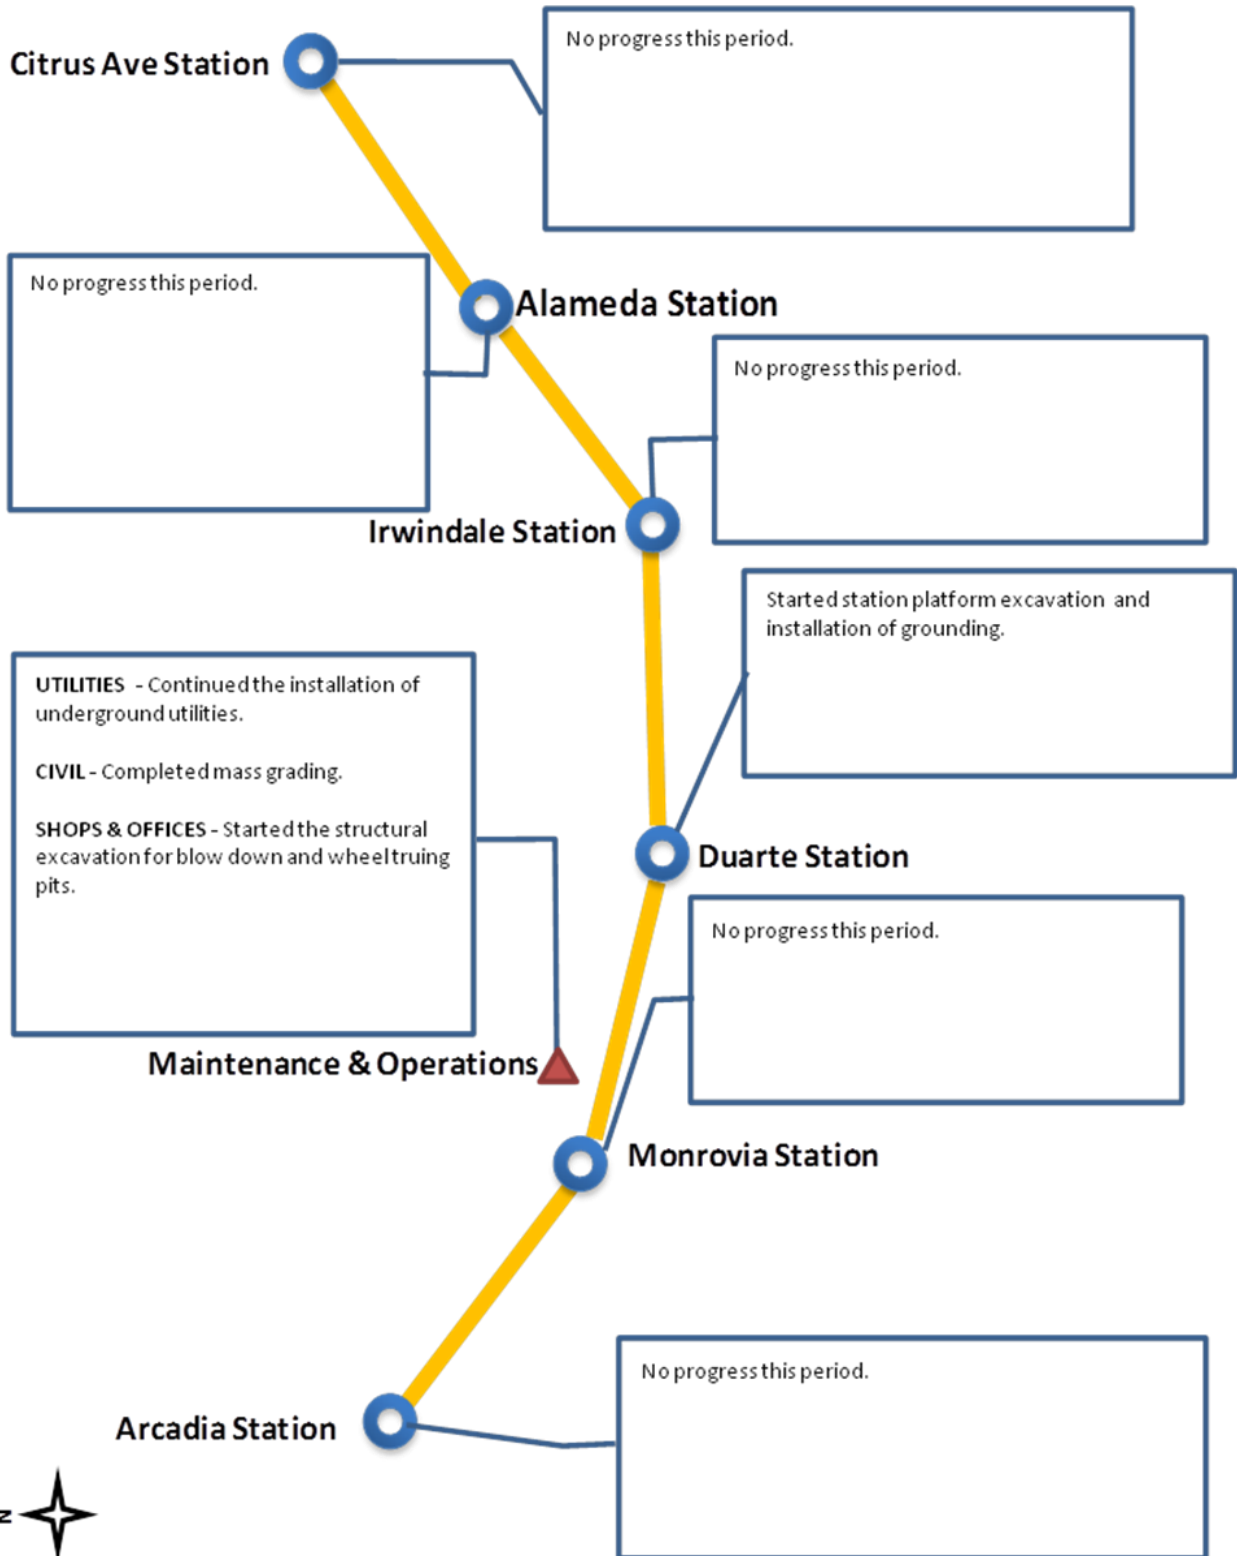 Citrus Ave Station
No progress this period.
No progress this period.
Alameda Station
No progress this period.
Irwindale Station
Started station platform excavation and
installation of grounding.
UTILITIES - Continued the installation of
underground utilities.
CIVIL - Completed mass grading.
SHOPS & OFFICES - Started the structural
excavation for blow down and wheel truing
pits.
Duarte Station
No progress this period.
Maintenance & Operations
Monrovia Station
No progress this period.
Arcadia Station
N